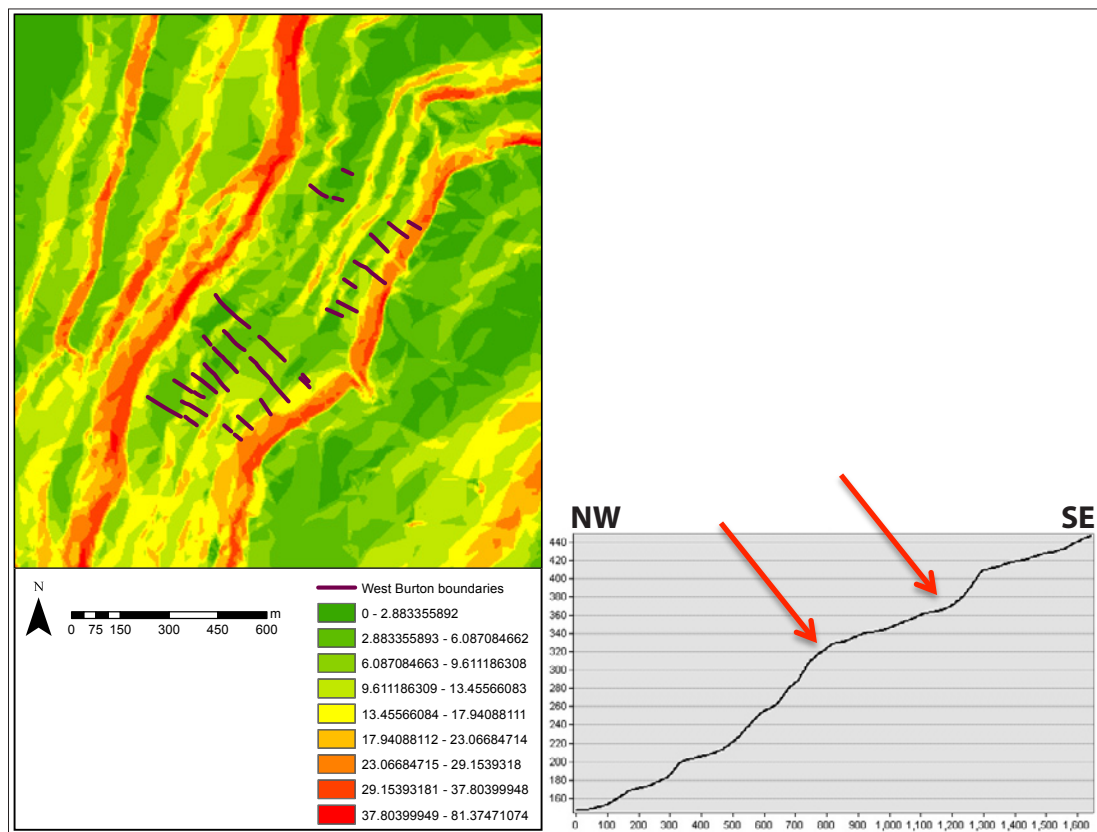 N
m
0 75 150 300 450 600
West Burton boundaries
0 - 2.883355892
2.883355893 - 6.087084662
6.087084663 - 9.611186308
9.611186309 - 13.45566083
13.45566084 - 17.94088111
17.94088112 - 23.06684714
23.06684715 - 29.1539318
29.15393181 - 37.80399948
37.80399949 - 81.37471074
NW SE
440
420
400
380
360
340
320
300
280
260
240
220
200
180
160
0 100 200 300 400 500 600 700 800 900 1,000 1,100 1,200 1,300 1,400 1,500 1,600